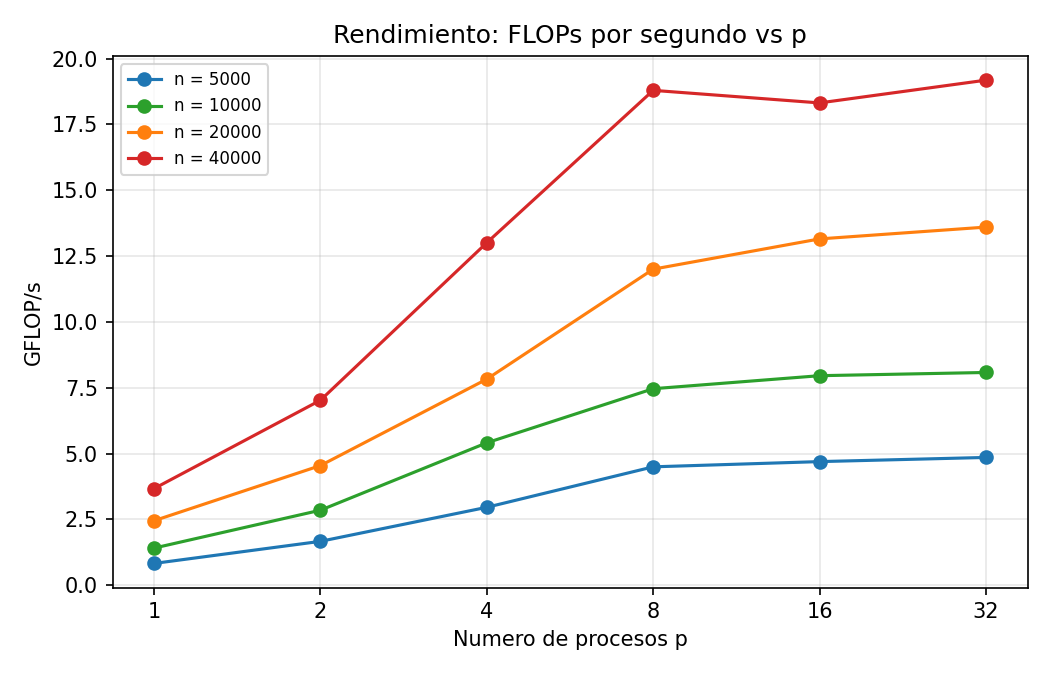 Rendimiento: FLOPs por segundo vs p
n = 5000
n = 10000
n = 20000
n = 40000
GFLOP/s
20.0
17.5
15.0
12.5
10.0
7.5
5.0
2.5
0.0
1 2 4 8 16 32
Numero de procesos p